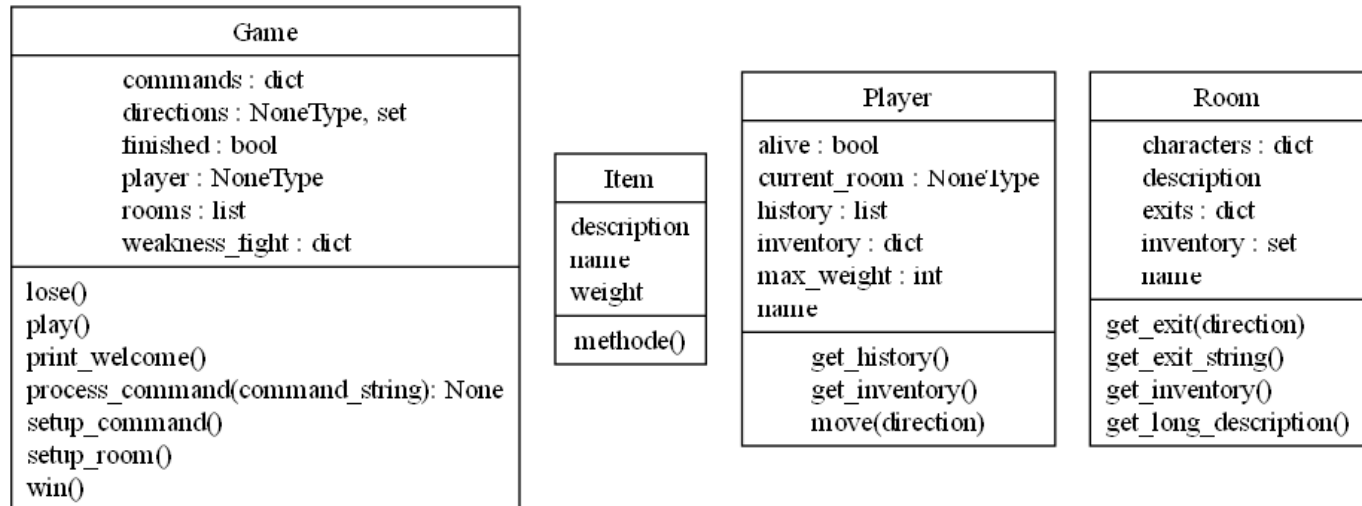 Game
commands : dict
directions : NoneType, set
finished : bool
player : NoneType
rooms : list
weakness_fight : dict
lose()
play()
print_welcome()
process_command(command_string): None
setup_command()
setup_room()
win()
Item
description
name
weight
methode()
Player
alive : bool
current_room : NoneType
history : list
inventory : dict
max_weight : int
name
get_history()
get_inventory()
move(direction)
Room
characters : dict
description
exits : dict
inventory : set
name
get_exit(direction)
get_exit_string()
get_inventory()
get_long_description()